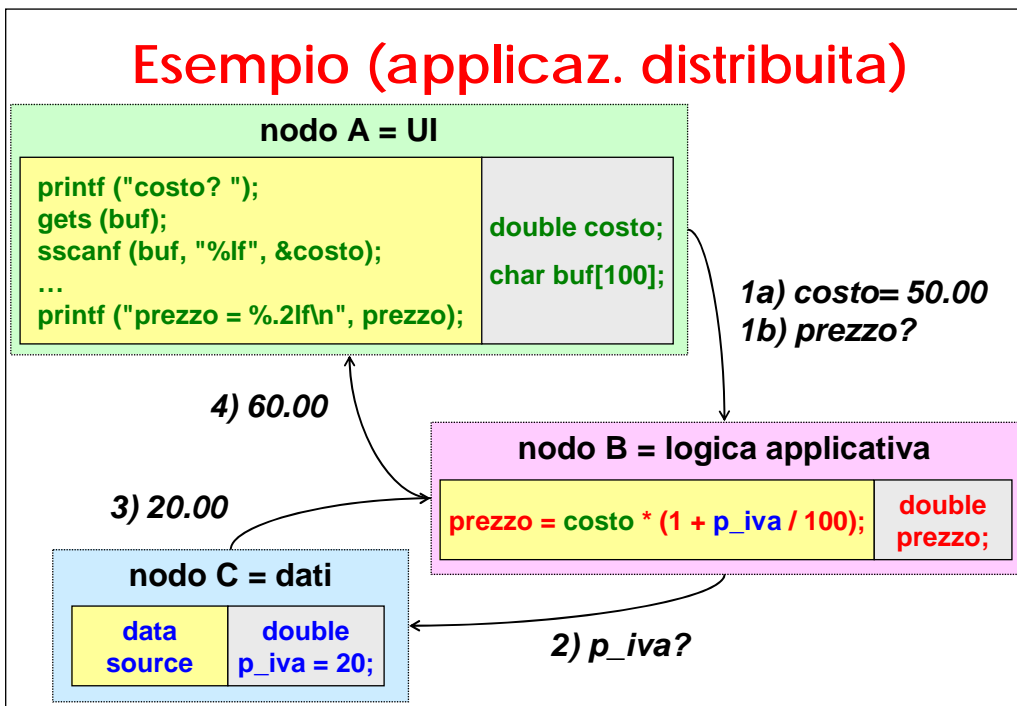 Esempio (applicaz. distribuita)
nodo A = UI
printf ("costo? ");
gets (buf);
sscanf (buf, "%lf", &costo);
…
printf ("prezzo = %.2lf\n", prezzo);
double costo;
char buf[100];
1a) costo= 50.00
1b) prezzo?
4) 60.00
nodo B = logica applicativa
prezzo = costo * (1 + p_iva / 100);
double
prezzo;
3) 20.00
nodo C = dati
data
source
double
p_iva = 20;
2) p_iva?